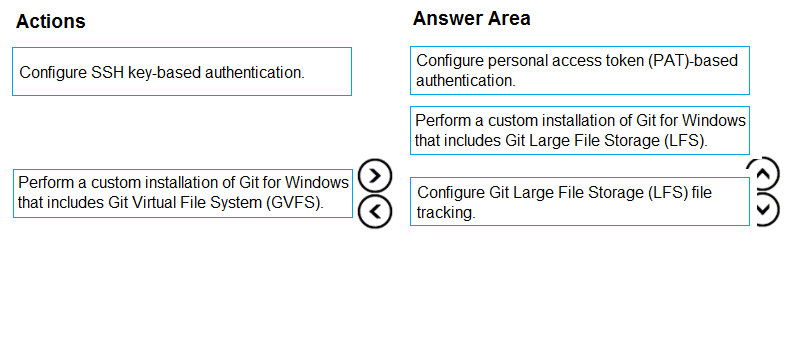 Actions
Configure SSH key-based authentication.
Perform a custom installation of Git for Windows
that includes Git Virtual File System (GVFS).
Answer Area
Configure personal access token (PAT)-based
authentication.
Perform a custom installation of Git for Windows
that includes Git Large File Storage (LFS).
Configure Git Large File Storage (LFS) file
tracking.